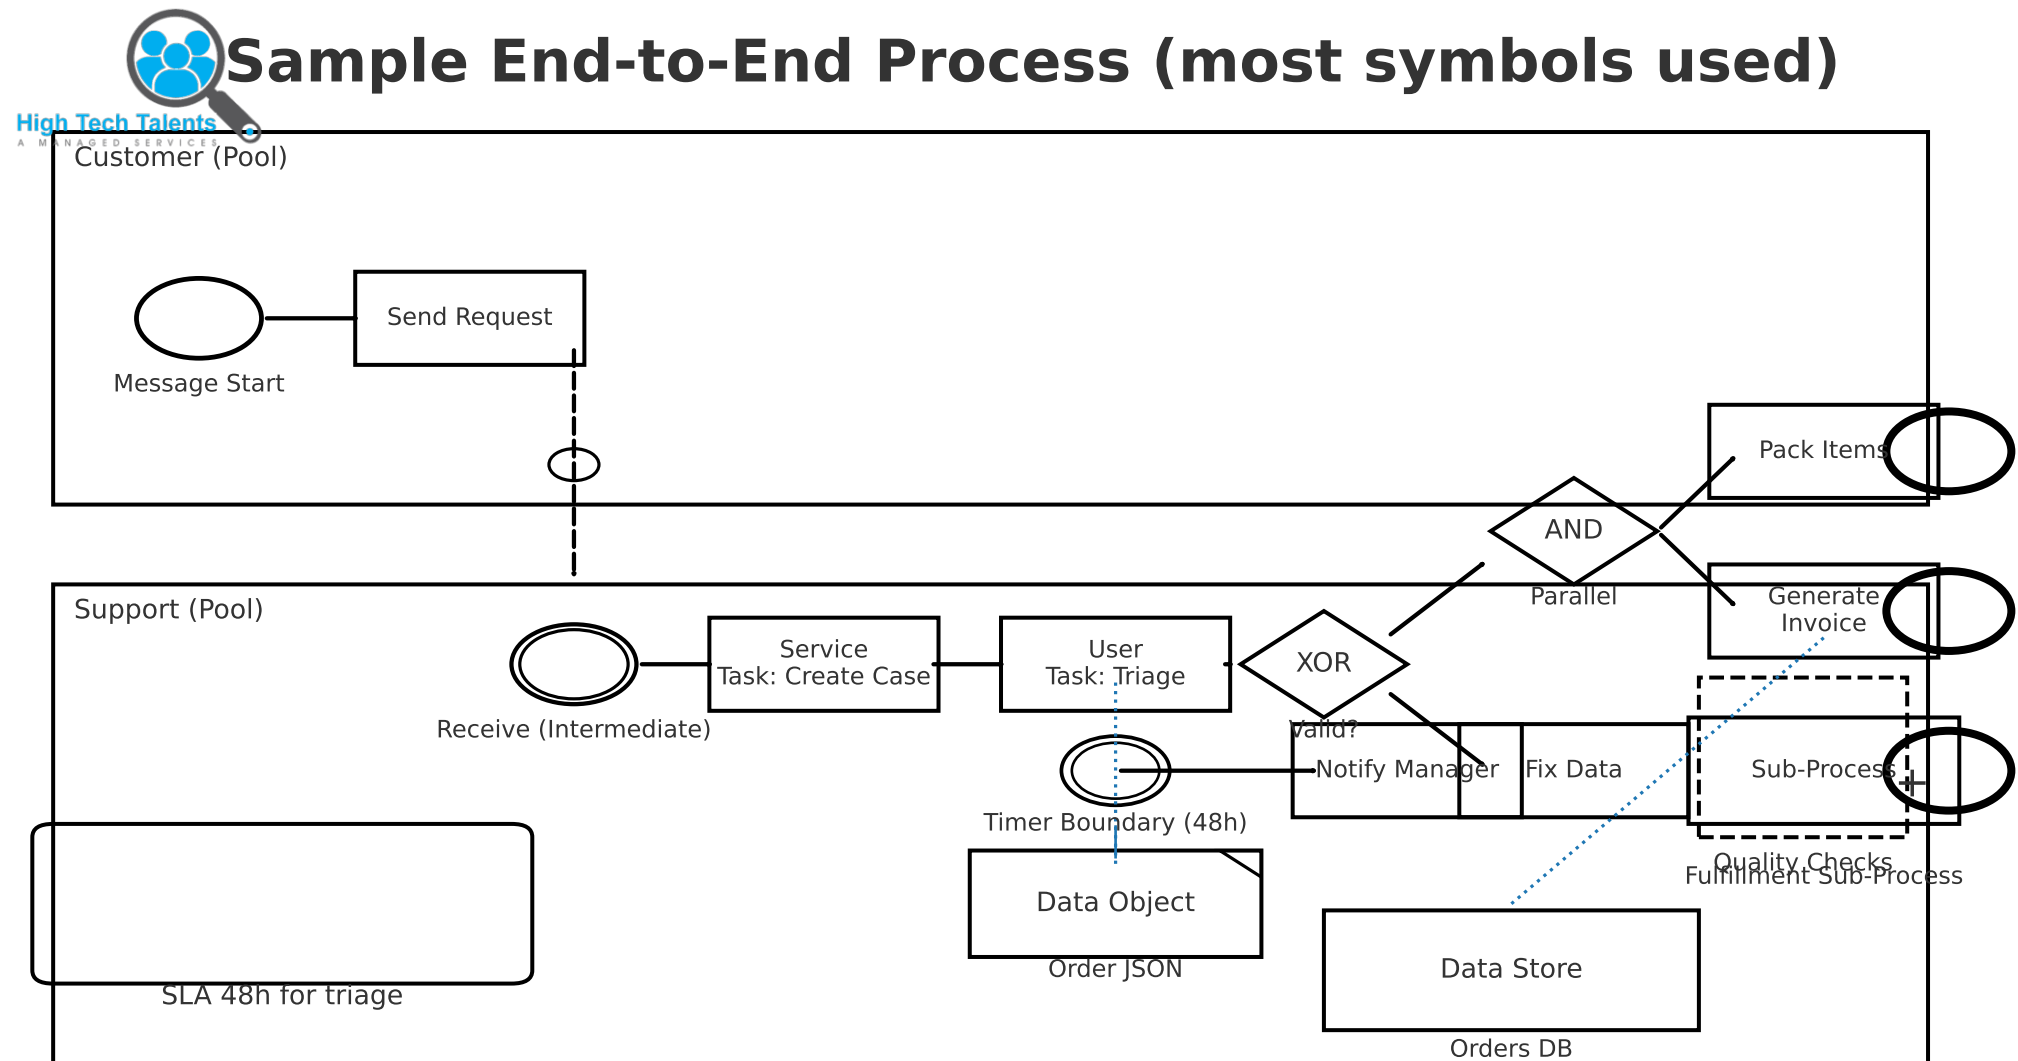 Sample End-to-End Process (most symbols used)
High Tech Talents
A MANAGED SERVICES
Customer (Pool)
Send Request
Message Start
Pack Items
AND
Parallel
Support (Pool)
Generate
Invoice
Service
Task: Create Case
User
Task: Triage
XOR
Valid?
Receive (Intermediate)
Notify Manager
Fix Data
Sub-Process
+
Timer Boundary (48h)
Quality Checks
Fulfillment Sub-Process
Data Object
Order JSON
Data Store
SLA 48h for triage
Orders DB